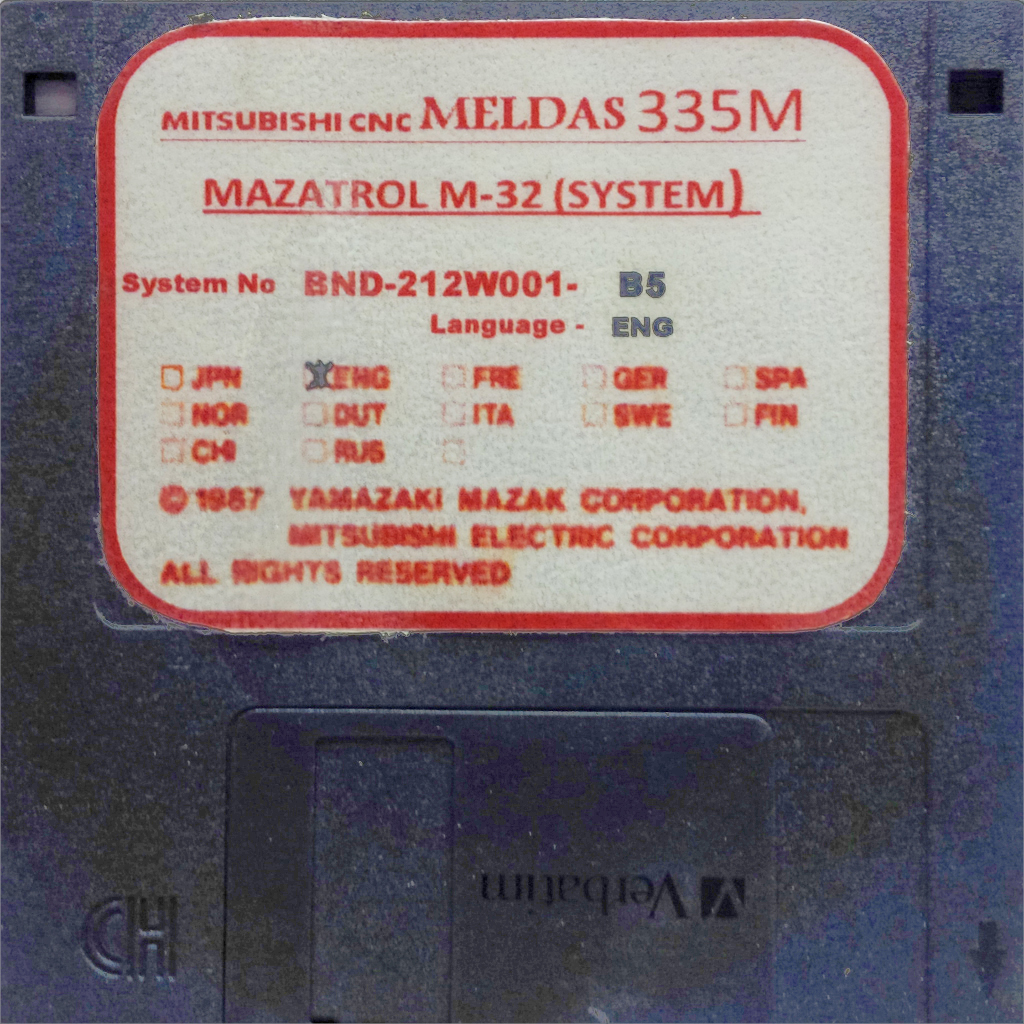 MITSUBISHI CNC MELDAS 335M
MAZATROL M-32 (SYSTEM)
System No BND-212W001- B5
Language - ENG
JPN ENG FRE GER SPA
NOR DUT ITA SWE FIN
CHI RUS
© 1987 YAMAZAKI MAZAK CORPORATION,
MITSUBISHI ELECTRIC CORPORATION
ALL RIGHTS RESERVED
Verbatim